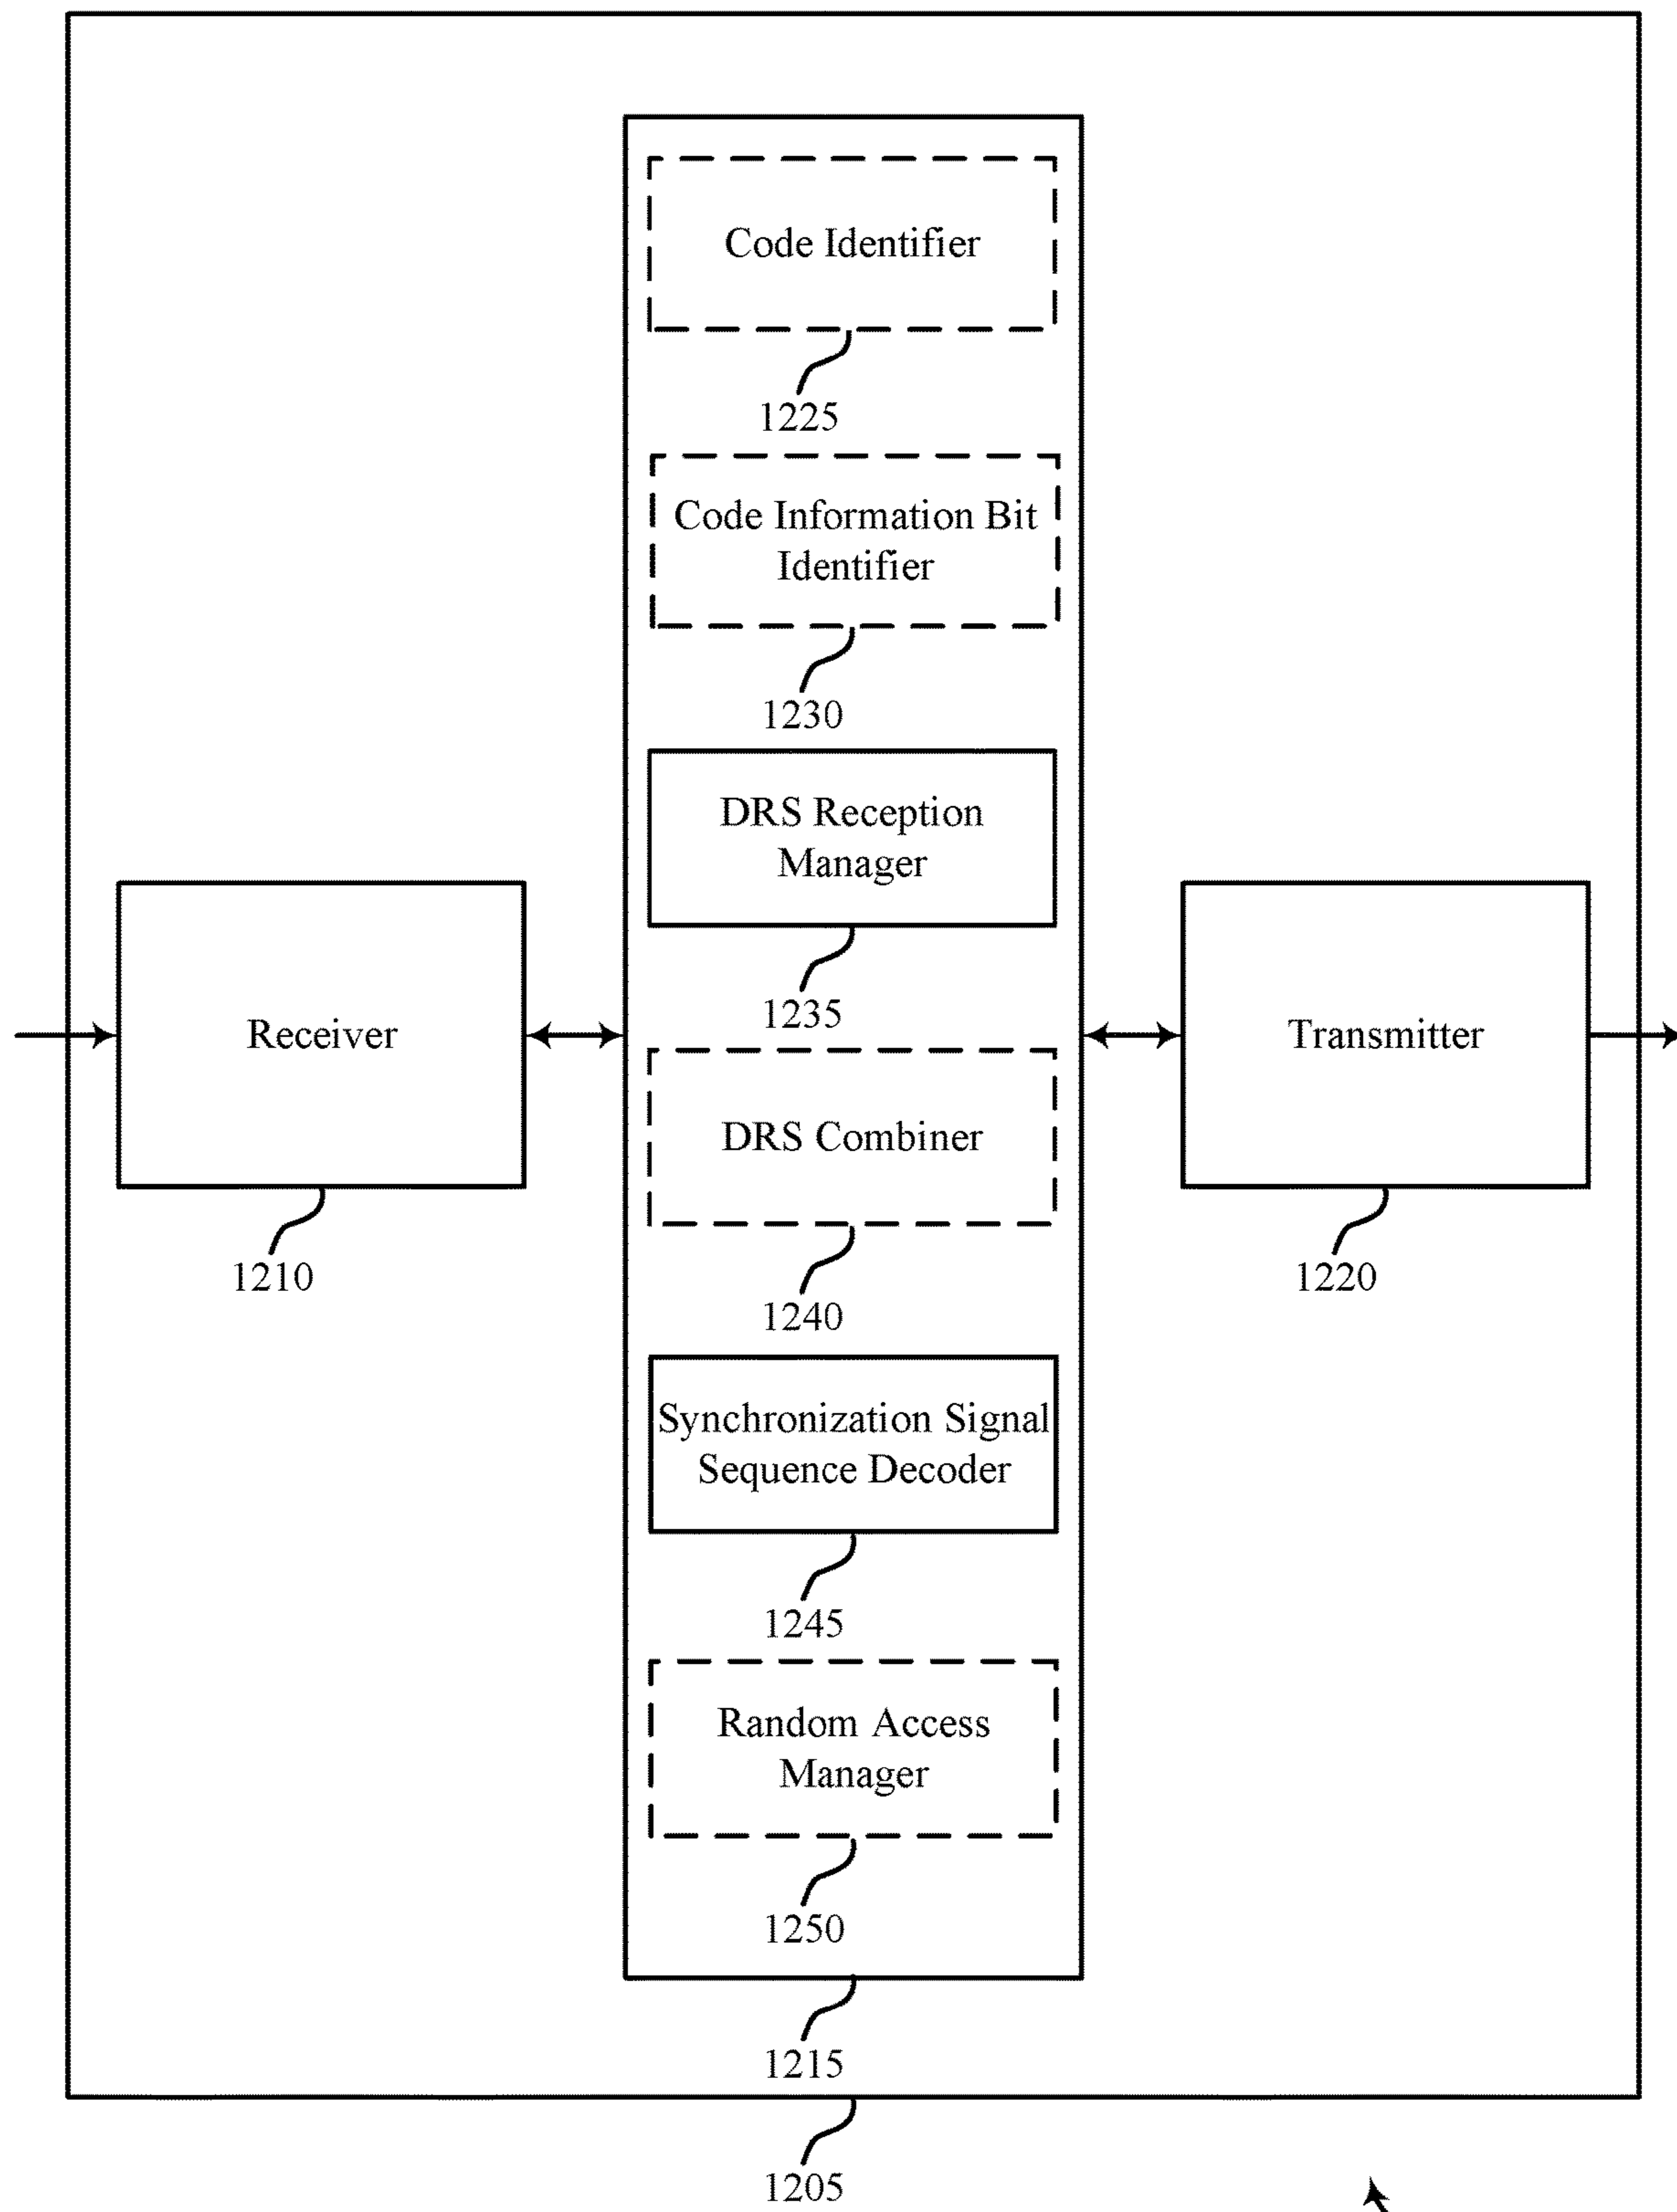 Code Identifier
1225
Code Information Bit
Identifier
1230
DRS Reception
Manager
1235
Receiver
1210
Transmitter
1220
DRS Combiner
1240
Synchronization Signal
Sequence Decoder
1245
Random Access
Manager
1250
1215
1205